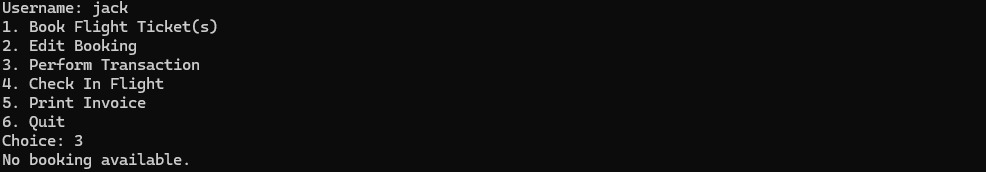 Username: jack
1. Book Flight Ticket(s)
2. Edit Booking
3. Perform Transaction
4. Check In Flight
5. Print Invoice
6. Quit
Choice: 3
No booking available.